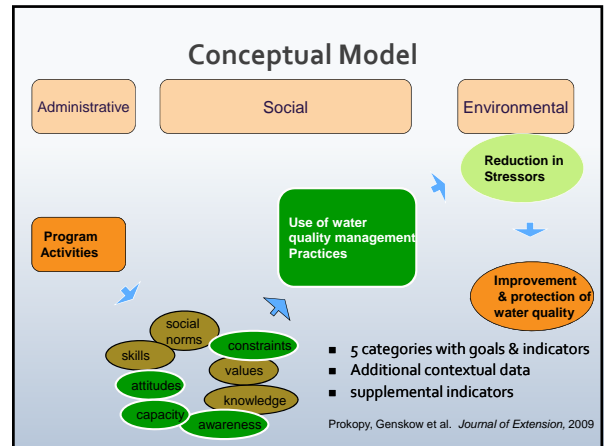 Conceptual Model
Administrative
Social
Environmental
Reduction in
Stressors
Use of water
quality management
Practices
Program
Activities
Improvement
& protection of
water quality
social
norms
constraints
skills
values
attitudes
knowledge
capacity
awareness
5 categories with goals & indicators
Additional contextual data
supplemental indicators
Prokopy, Genskow et al. Journal of Extension, 2009